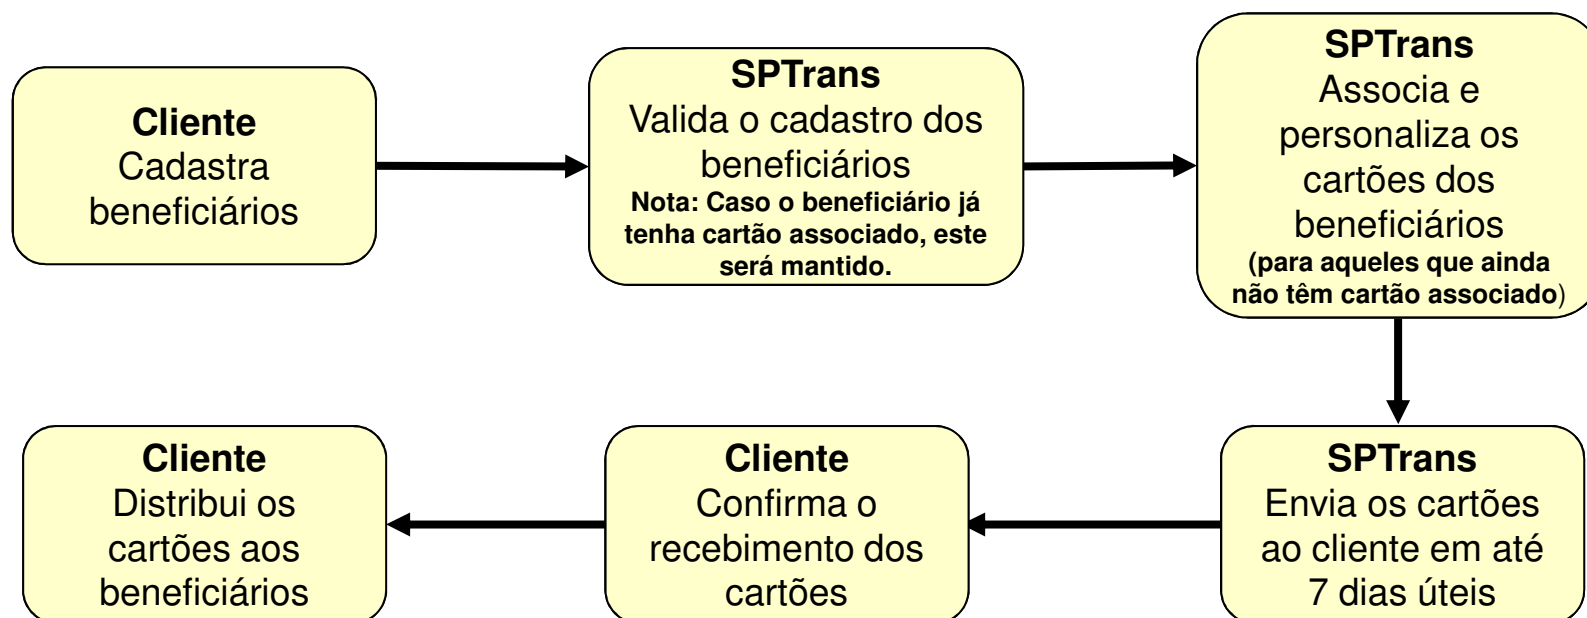 Cliente
Cadastra
beneficiários
SPTrans
Valida o cadastro dos
beneficiários
Nota: Caso o beneficiário já
tenha cartão associado, este
será mantido.
SPTrans
Associa e
personaliza os
cartões dos
beneficiários
(para aqueles que ainda
não têm cartão associado)
SPTrans
Envia os cartões
ao cliente em até
7 dias úteis
Cliente
Confirma o
recebimento dos
cartões
Cliente
Distribui os
cartões aos
beneficiários